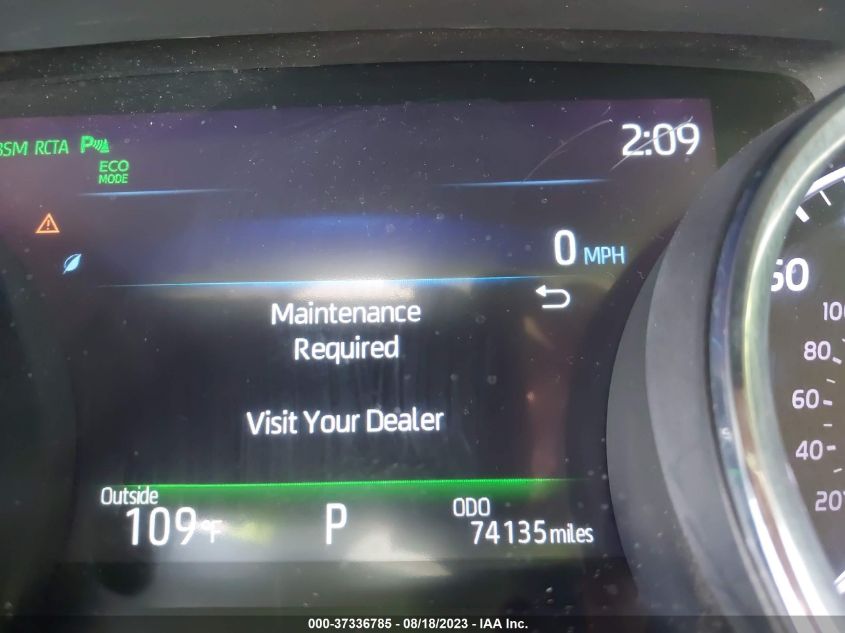 BSM RCTA P
2:09
ECO
MODE
0 MPH
Maintenance
Required
60
100
80
Visit Your Dealer
60
40
Outside
109°F
P
ODO
74135 miles
20
000-37336785 - 08/18/2023 - IAA Inc.